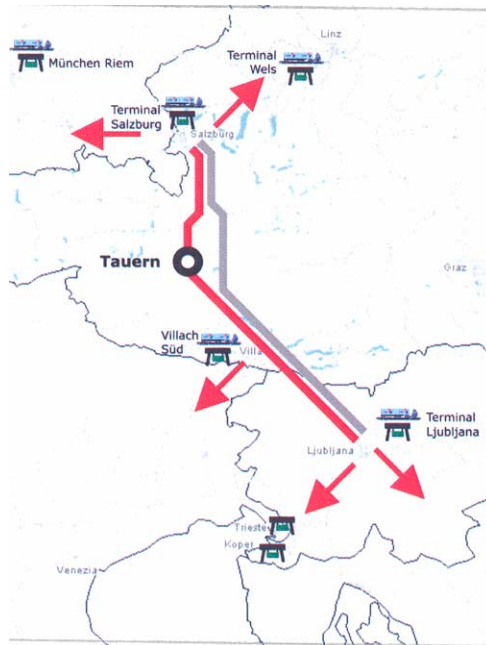 Linz
München Riem
Terminal
Wels
Terminal
Salzburg
Salzburg
Tauern
Graz
Villach
Süd
Villa
Terminal
Ljubljana
Ljubljana
Trieste
Koper
Venezia